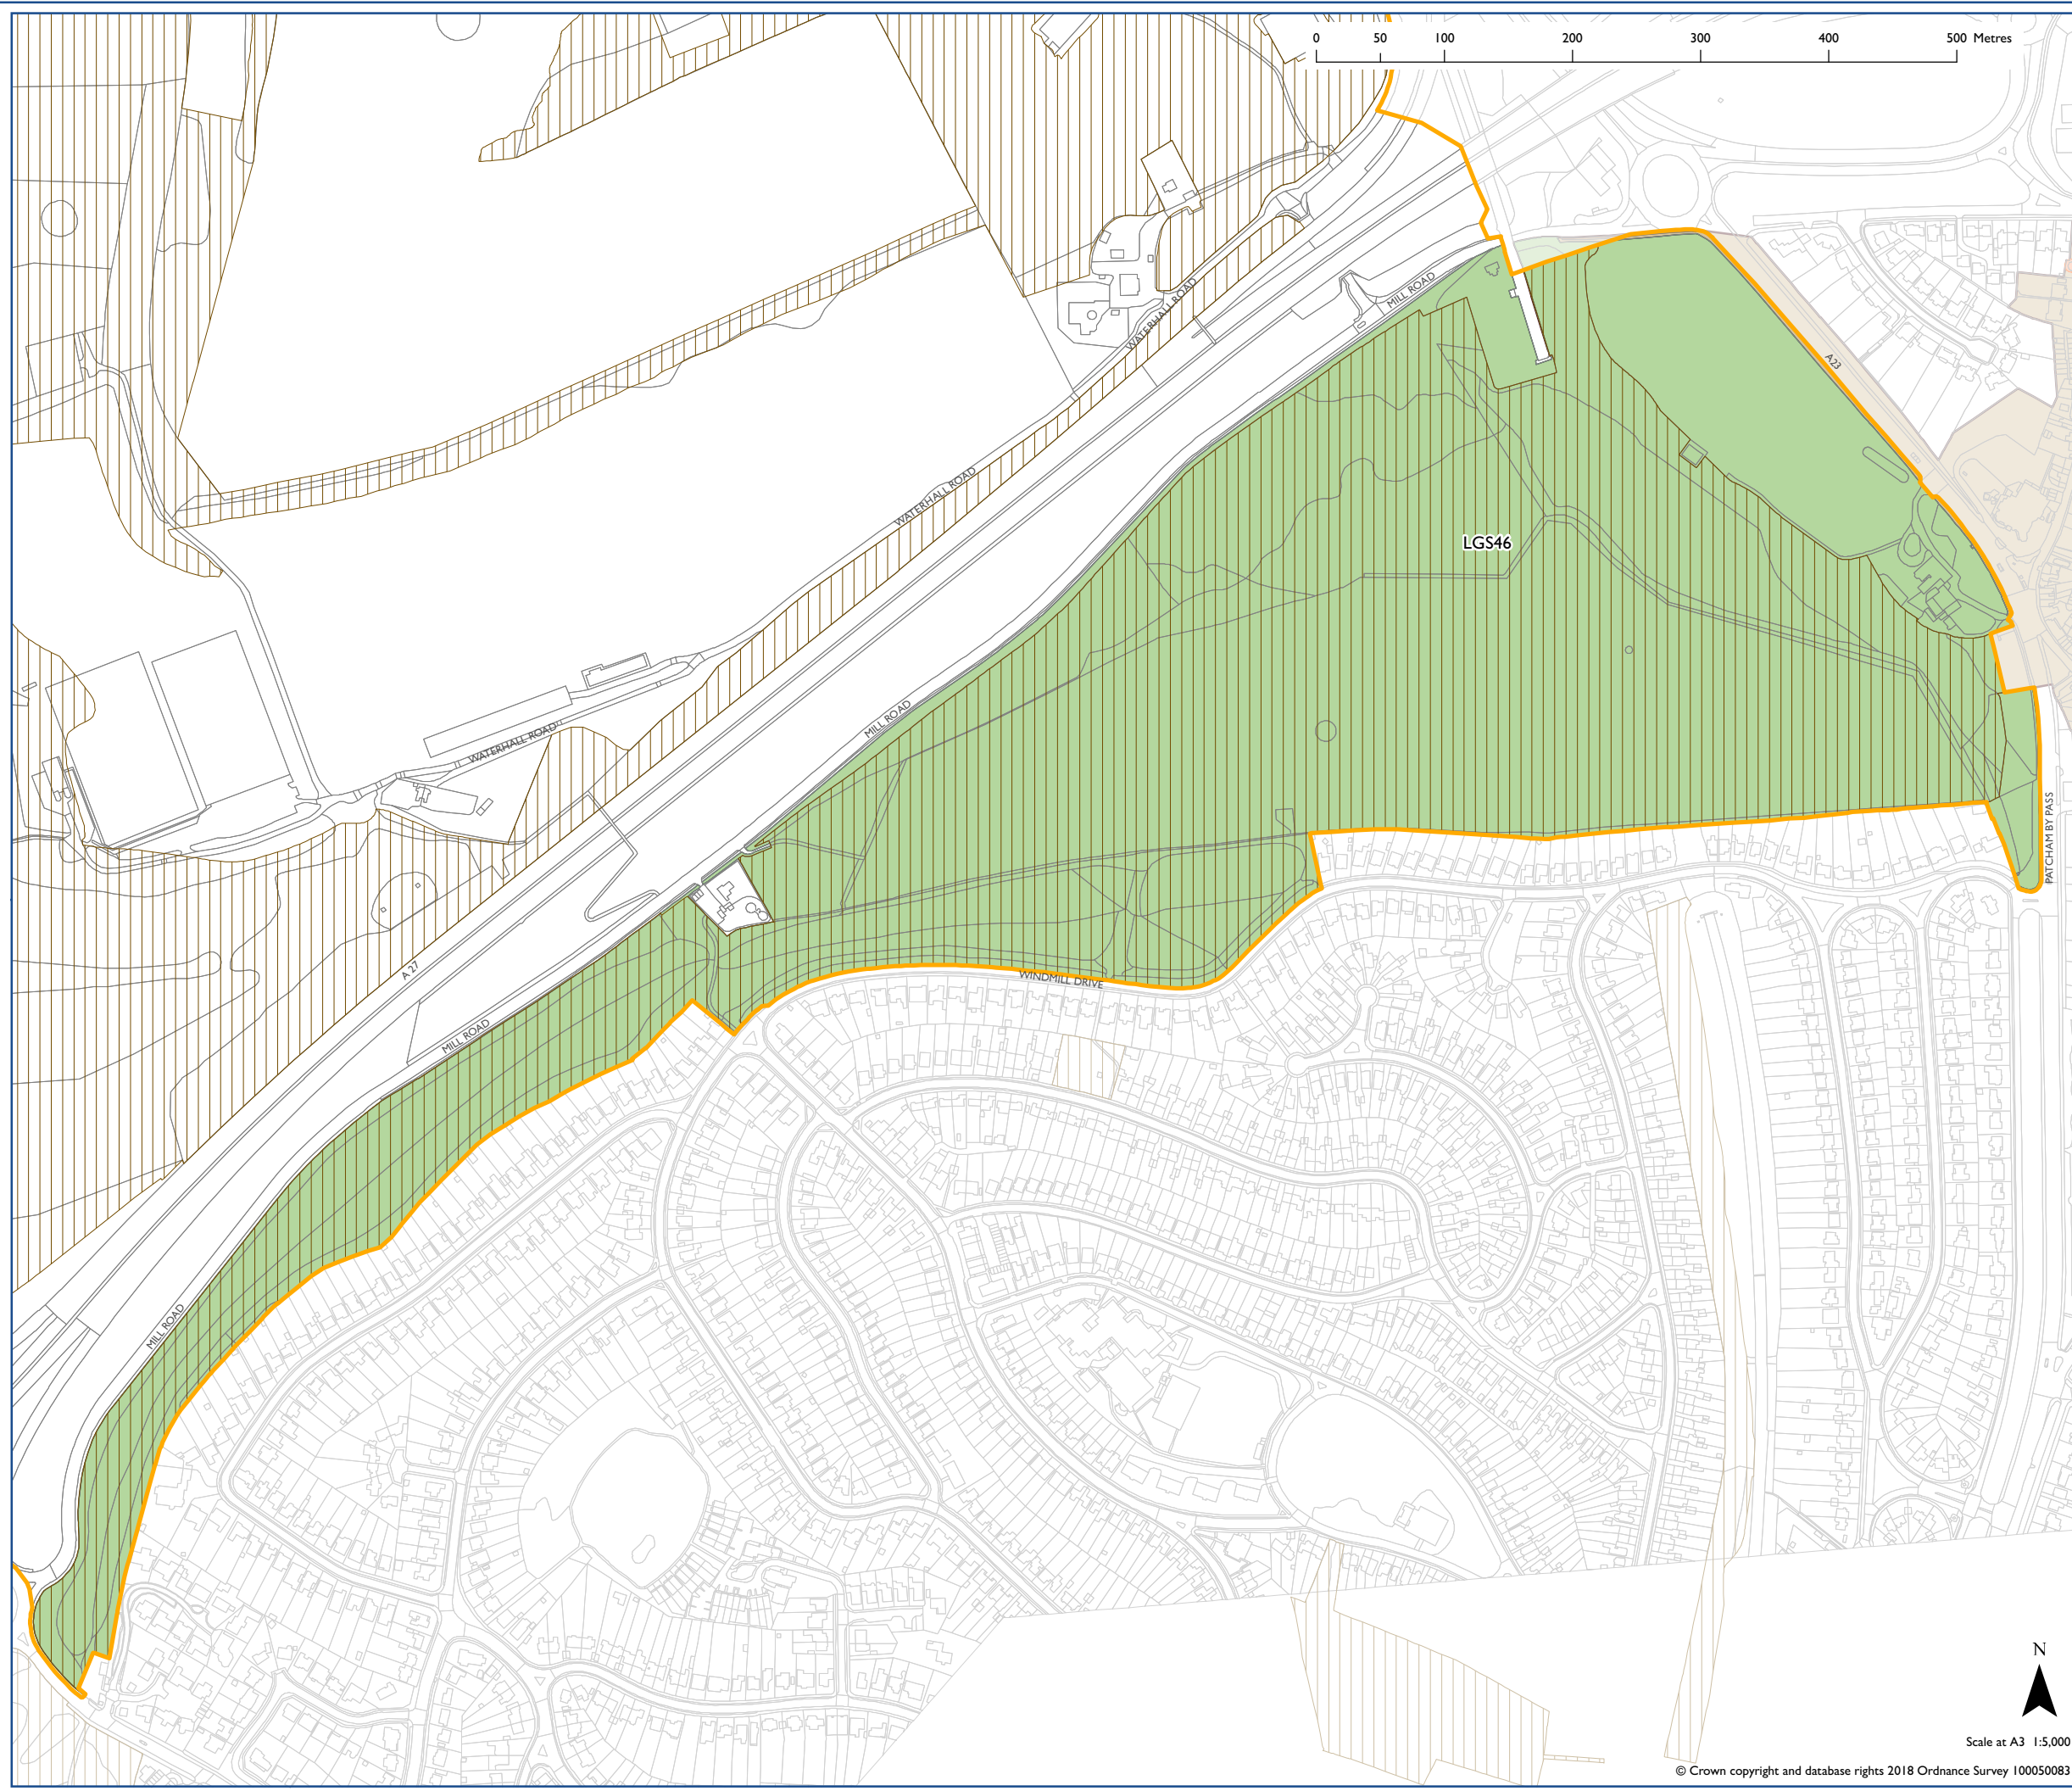 0 50 100 200 300 400 500 Metres
MILL ROAD
WATERHALL ROAD
A23
WATERHALL ROAD
LGS46
MILL ROAD
WATERHALL ROAD
PATCHAM BY PASS
A 27
WINDMILL DRIVE
MILL ROAD
MILL ROAD
N
Scale at A3 1:5,000
© Crown copyright and database rights 2018 Ordnance Survey 100050083